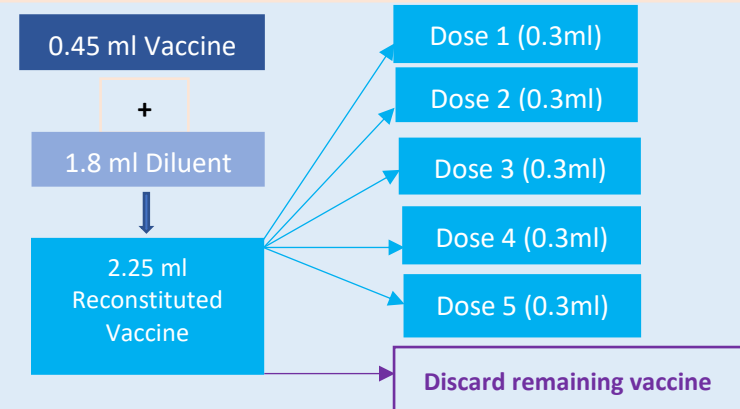 0.45 ml Vaccine
+
1.8 ml Diluent
2.25 ml
Reconstituted
Vaccine
Dose 1 (0.3ml)
Dose 2 (0.3ml)
Dose 3 (0.3ml)
Dose 4 (0.3ml)
Dose 5 (0.3ml)
Discard remaining vaccine